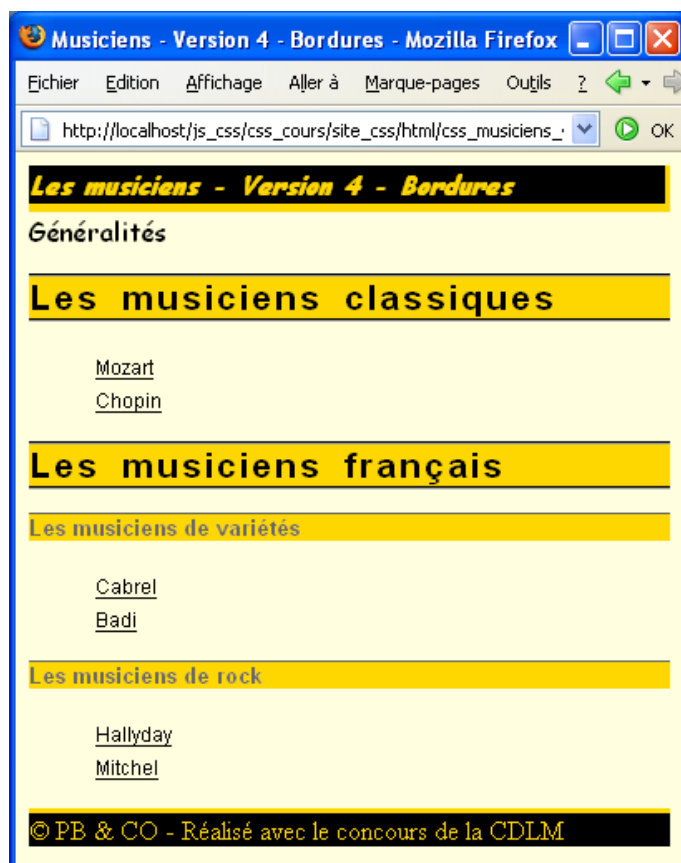 Musiciens - Version 4 - Bordures - Mozilla Firefox
Fichier Edition Affichage Aller à Marque-pages Outils ?
http://localhost/js_css/css_cours/site_css/html/css_musiciens_ OK
Les musiciens - Version 4 - Bordures
Généralités
Les musiciens classiques
Mozart
Chopin
Les musiciens français
Les musiciens de variétés
Cabrel
Badi
Les musiciens de rock
Hallyday
Mitchel
© PB & CO - Réalisé avec le concours de la CDLM